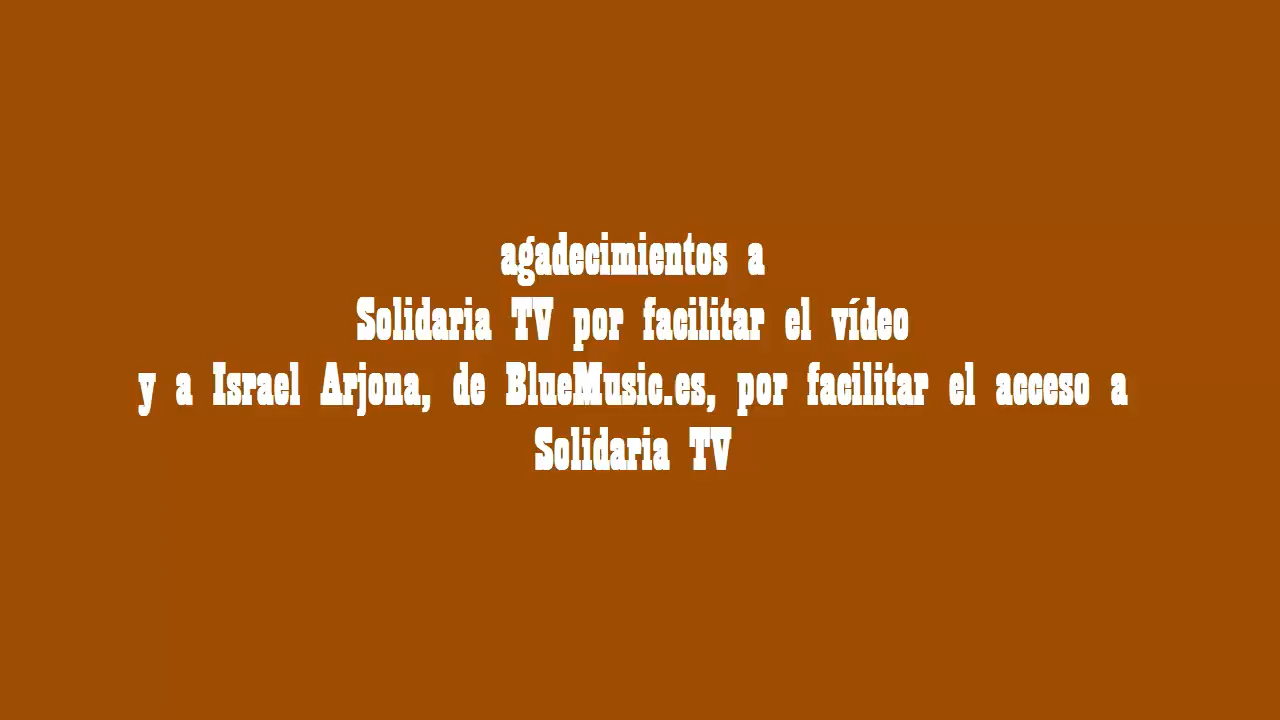 agadecimientos a
Solidaria TV por facilitar el vídeo
y a Israel Arjona, de BlueMusic.es, por facilitar el acceso a
Solidaria TV